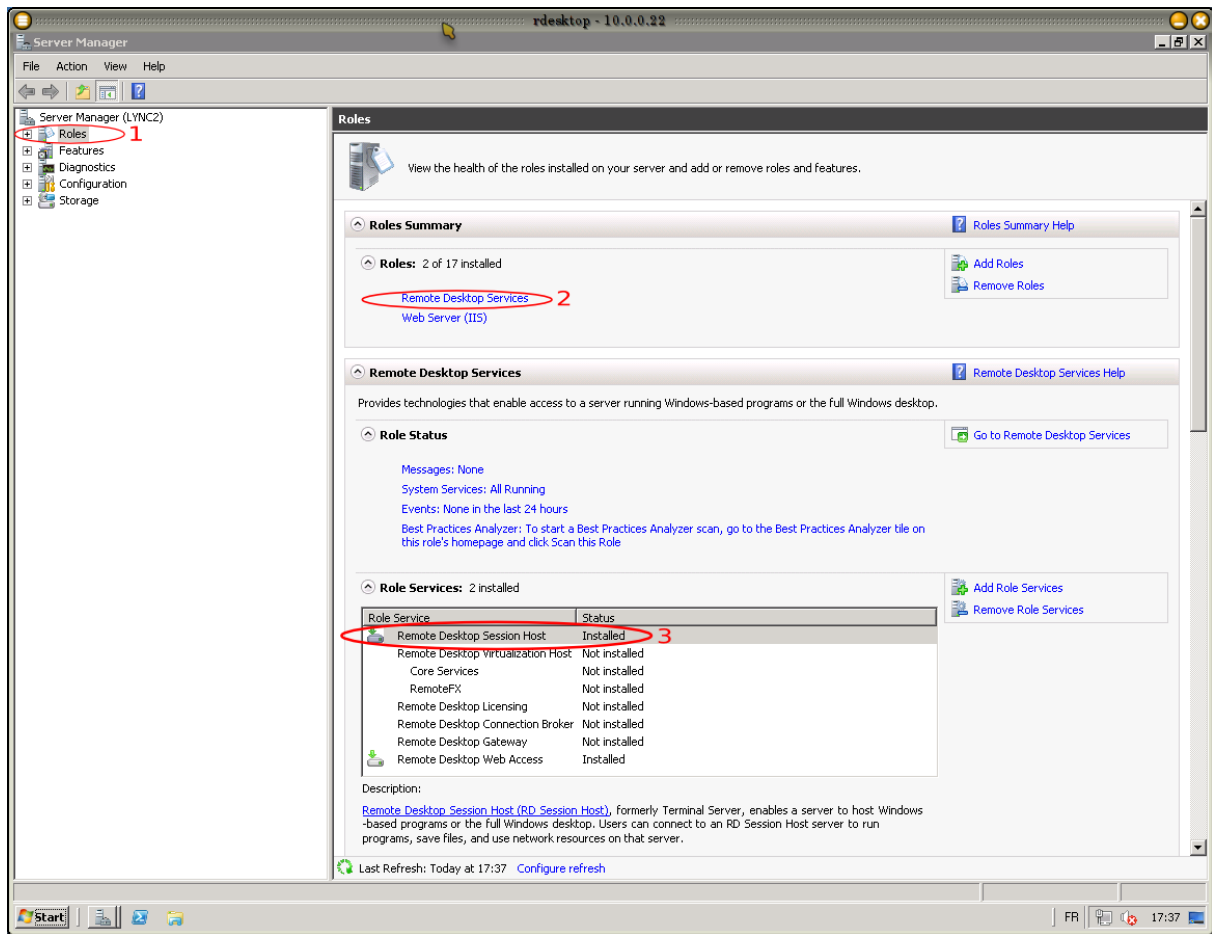 rdesktop - 10.0.0.22
Server Manager
File Action View Help
Server Manager (LYNC2)
Roles 1
Features
Diagnostics
Configuration
Storage
Roles
View the health of the roles installed on your server and add or remove roles and features.
Roles Summary
Roles Summary Help
Roles: 2 of 17 installed
Add Roles
Remove Roles
Remote Desktop Services 2
Web Server (IIS)
Remote Desktop Services
Remote Desktop Services Help
Provides technologies that enable access to a server running Windows-based programs or the full Windows desktop.
Role Status
Go to Remote Desktop Services
Messages: None
System Services: All Running
Events: None in the last 24 hours
Best Practices Analyzer: To start a Best Practices Analyzer scan, go to the Best Practices Analyzer tile on
this role's homepage and click Scan this Role
Role Services: 2 installed
Add Role Services
Remove Role Services
Role Service Status
Remote Desktop Session Host Installed 3
Remote Desktop Virtualization Host Not installed
Core Services Not installed
RemoteFX Not installed
Remote Desktop Licensing Not installed
Remote Desktop Connection Broker Not installed
Remote Desktop Gateway Not installed
Remote Desktop Web Access Installed
Description:
Remote Desktop Session Host (RD Session Host), formerly Terminal Server, enables a server to host Windows
-based programs or the full Windows desktop. Users can connect to an RD Session Host server to run
programs, save files, and use network resources on that server.
Last Refresh: Today at 17:37 Configure refresh
Start
FR 17:37